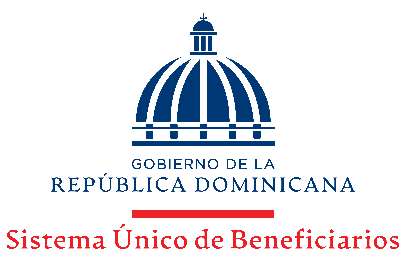 GOBIERNO DE LA
REPÚBLICA DOMINICANA
Sistema Único de Beneficiarios